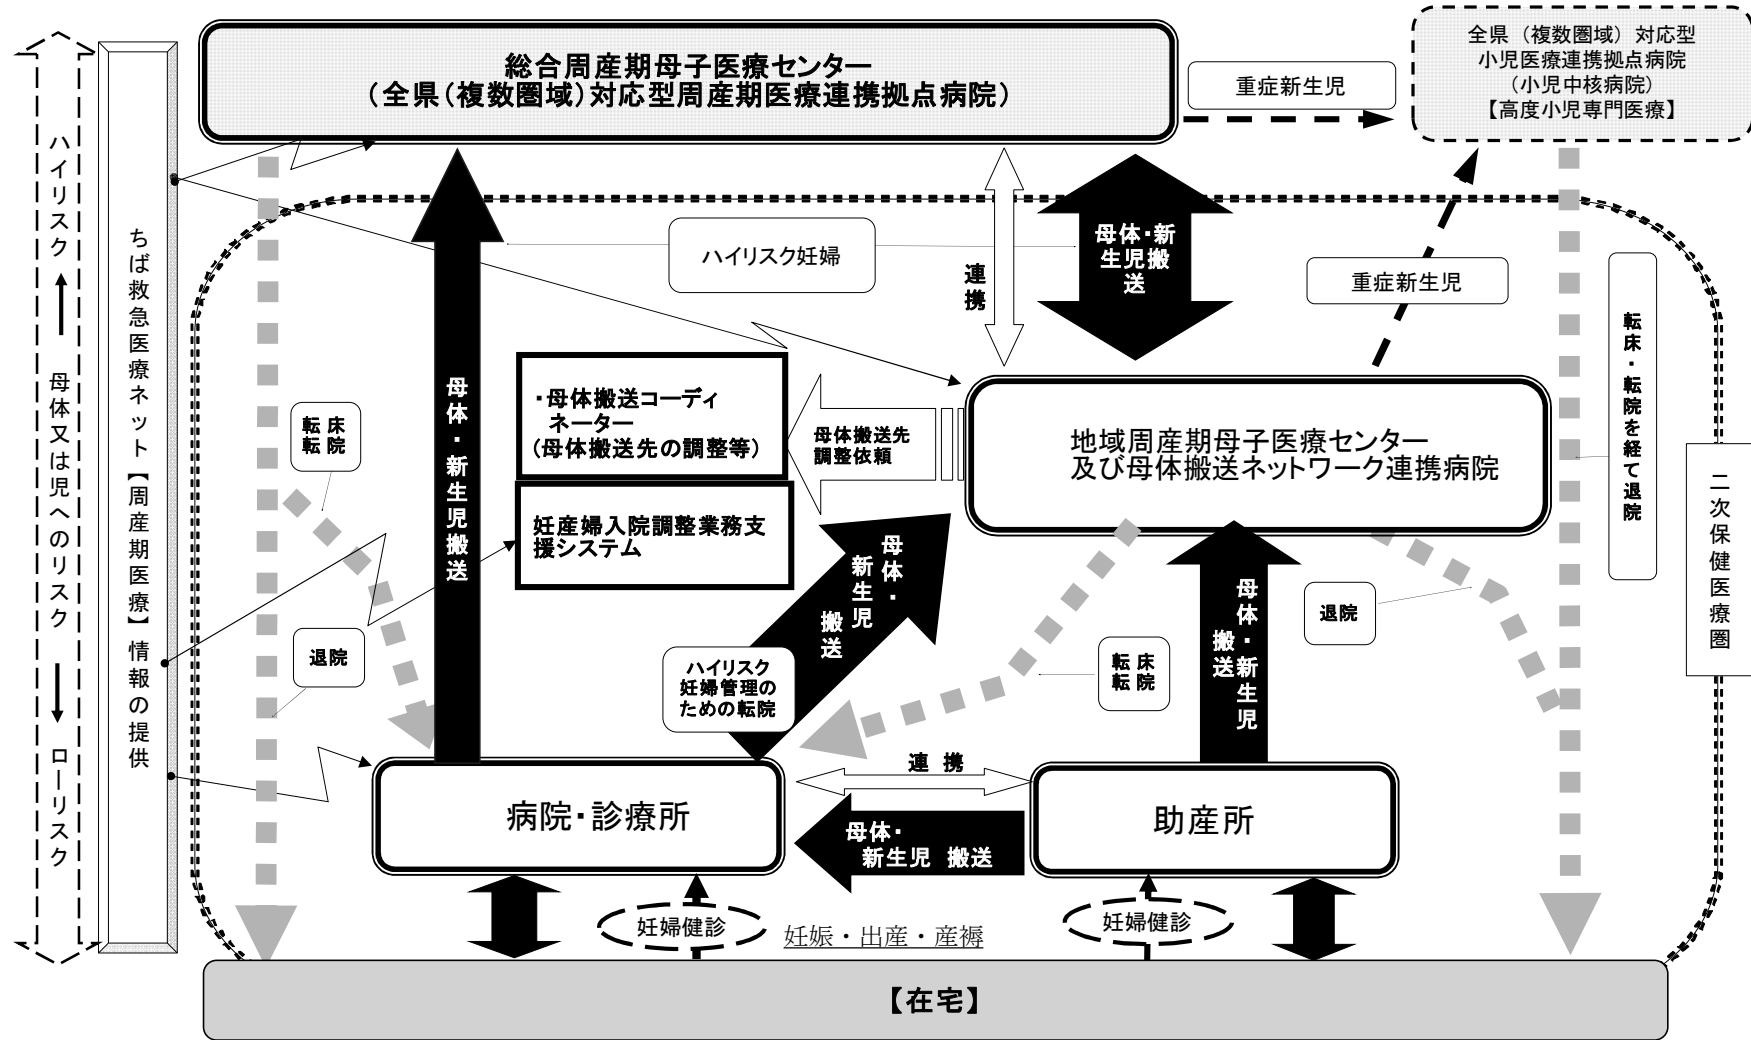 総合周産期母子医療センター
（全県（複数圏域）対応型周産期医療連携拠点病院）
重症新生児
全県（複数圏域）対応型
小児医療連携拠点病院
（小児中核病院）
【高度小児専門医療】
ハイリスク
母体又は児へのリスク
ローリスク
ちば救急医療ネット【周産期医療】情報の提供
ハイリスク妊婦
連携
母体・新
生児搬
送
重症新生児
転床・転院を経て退院
二次保健医療圏
母体・新生児搬送
転床
転院
・母体搬送コーディ
ネーター
（母体搬送先の調整等）
母体搬送先
調整依頼
地域周産期母子医療センター
及び母体搬送ネットワーク連携病院
妊産婦入院調整業務支
援システム
母体・
新生児
搬送
母体・新生児
搬送
退院
退院
ハイリスク
妊婦管理の
ための転院
転床
転院
連 携
病院・診療所
母体・
新生児 搬送
助産所
妊婦健診
妊娠・出産・産褥
妊婦健診
【在宅】